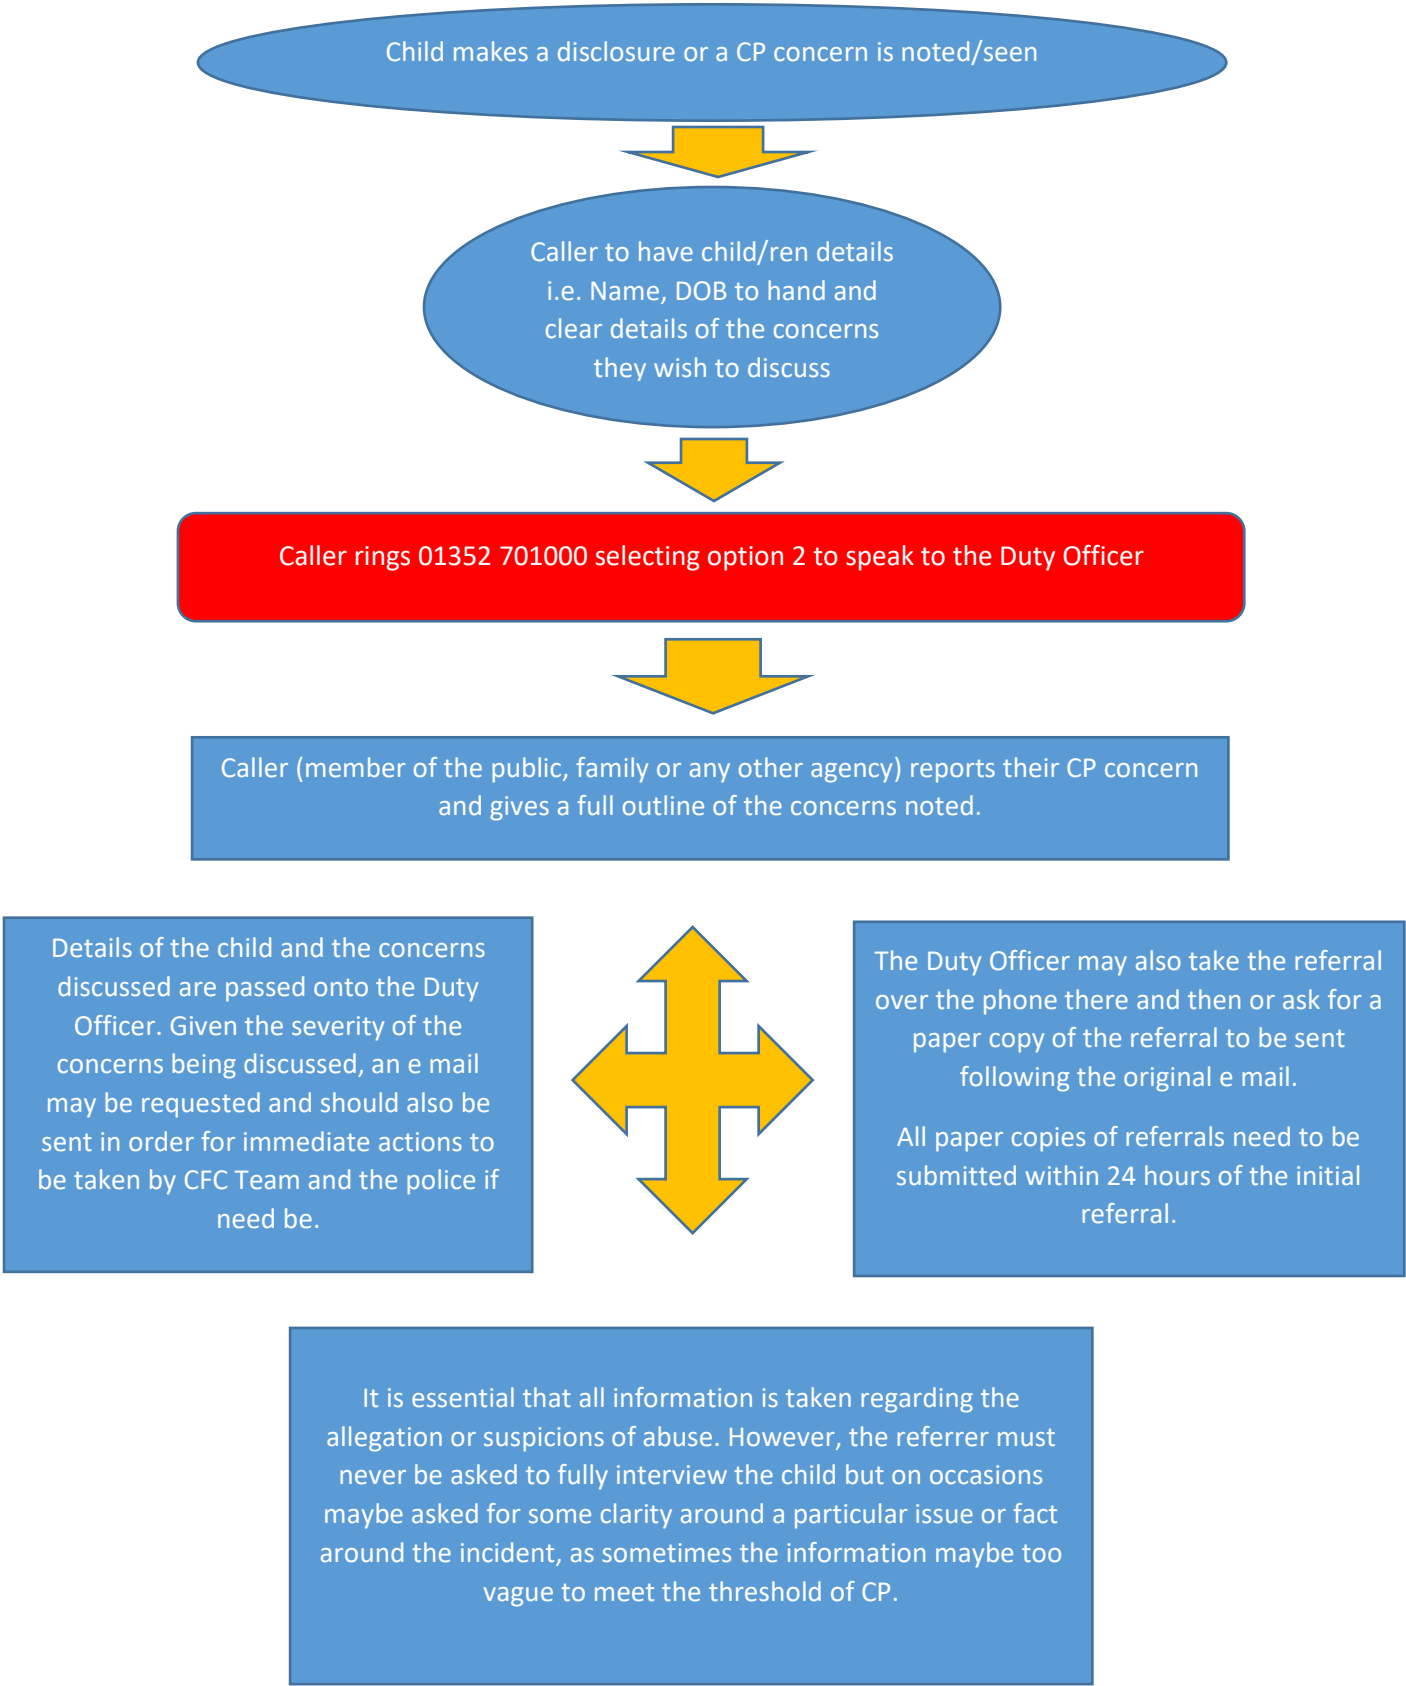 Child makes a disclosure or a CP concern is noted/seen
Caller to have child/ren details
i.e. Name, DOB to hand and
clear details of the concerns
they wish to discuss
Caller rings 01352 701000 selecting option 2 to speak to the Duty Officer
Caller (member of the public, family or any other agency) reports their CP concern
and gives a full outline of the concerns noted.
Details of the child and the concerns
discussed are passed onto the Duty
Officer. Given the severity of the
concerns being discussed, an e mail
may be requested and should also be
sent in order for immediate actions to
be taken by CFC Team and the police if
need be.
The Duty Officer may also take the referral
over the phone there and then or ask for a
paper copy of the referral to be sent
following the original e mail.
All paper copies of referrals need to be
submitted within 24 hours of the initial
referral.
It is essential that all information is taken regarding the
allegation or suspicions of abuse. However, the referrer must
never be asked to fully interview the child but on occasions
maybe asked for some clarity around a particular issue or fact
around the incident, as sometimes the information maybe too
vague to meet the threshold of CP.